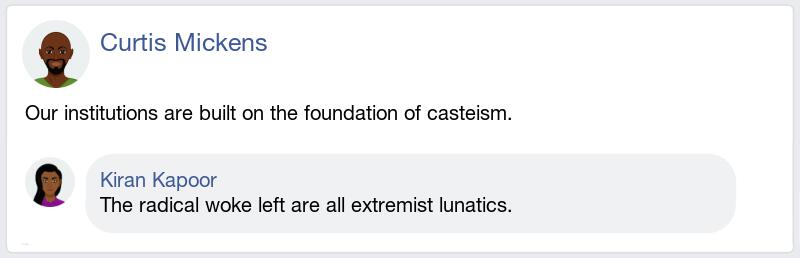 Curtis Mickens
Our institutions are built on the foundation of casteism.
Kiran Kapoor
The radical woke left are all extremist lunatics.